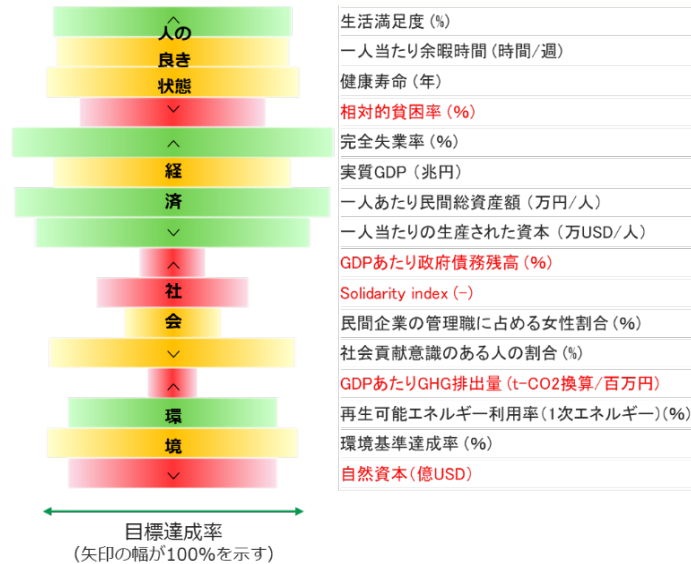 人の
良き
状態
経
済
社
会
環
境
生活満足度 (%)
一人当たり余暇時間 (時間/週)
健康寿命 (年)
相対的貧困率 (%)
完全失業率 (%)
実質GDP (兆円)
一人あたり民間総資産額 (万円/人)
一人当たりの生産された資本 (万USD/人)
GDPあたり政府債務残高 (%)
Solidarity index (-)
民間企業の管理職に占める女性割合 (%)
社会貢献意識のある人の割合 (%)
GDPあたりGHG排出量 (t-CO2換算/百万円)
再生可能エネルギー利用率(1次エネルギー)(%)
環境基準達成率 (%)
自然資本(億USD)
目標達成率
(矢印の幅が100%を示す)